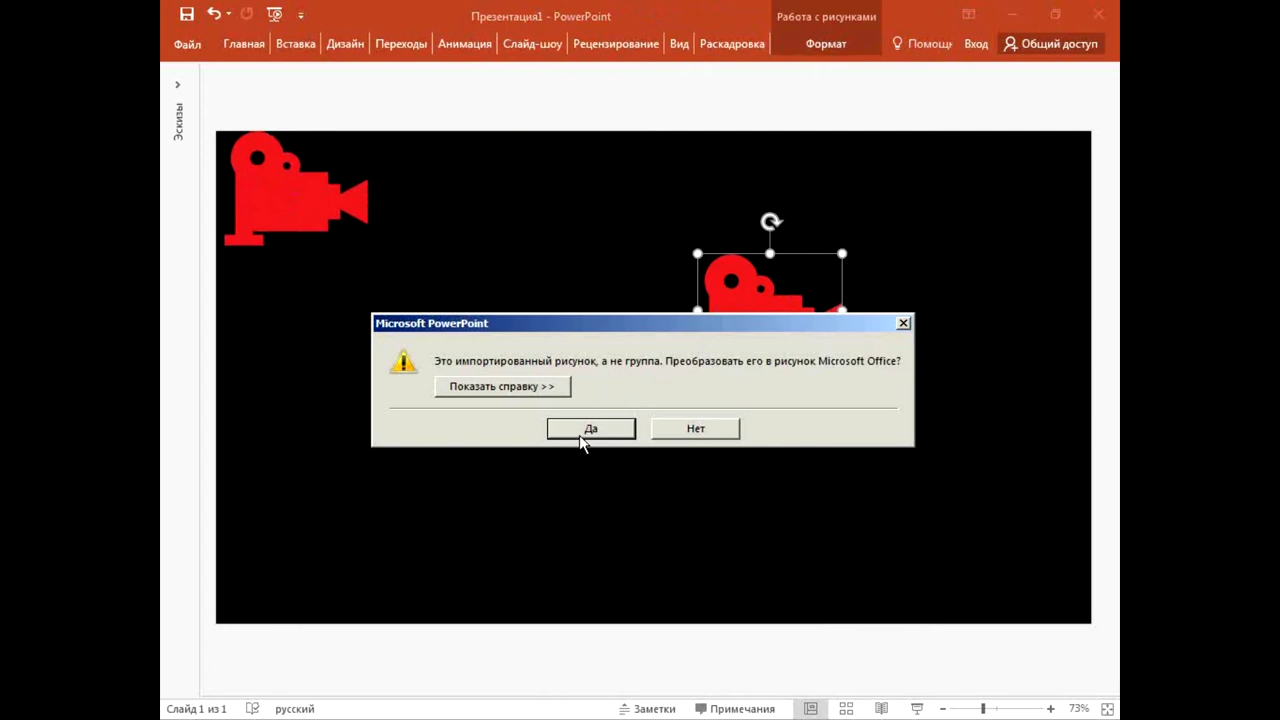 Презентация1 - PowerPoint
Работа с рисунками
Файл Главная Вставка Дизайн Переходы Анимация Слайд-шоу Рецензирование Вид Раскадровка Формат Помощь Вход Общий доступ
Эскизы
Microsoft PowerPoint
Это импортированный рисунок, а не группа. Преобразовать его в рисунок Microsoft Office?
Показать справку >>
Да Нет
Слайд 1 из 1 русский Заметки Примечания 73%